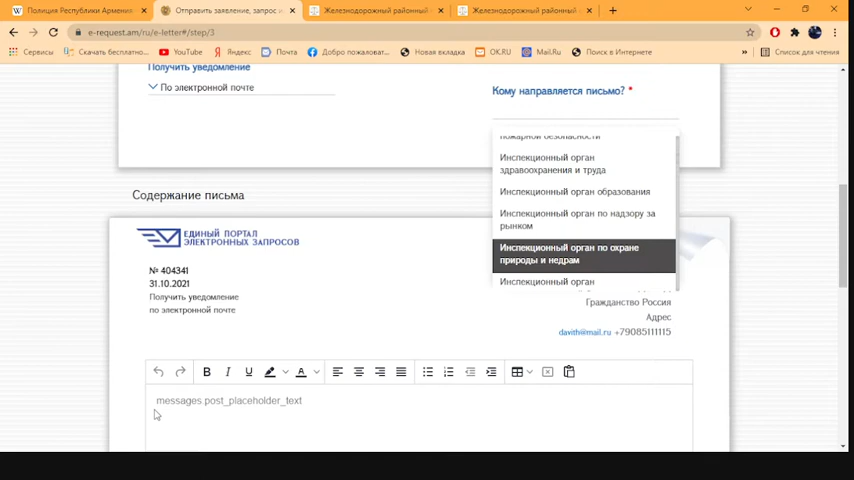 Полиция Республики Армения
Отправить заявление, запрос и
Железнодорожный районный
Железнодорожный районный
e-request.am/ru/e-letter#/step/3
Сервисы
Скачать бесплатно...
YouTube
Яндекс
Почта
Добро пожаловат...
Новая вкладка
OK.RU
Mail.Ru
Поиск в Интернете
»
Список для чтения
Получить уведомление
По электронной почте
Кому направляется письмо? *
пожарной безопасности
Инспекционный орган
здравоохранения и труда
Инспекционный орган образования
Инспекционный орган по надзору за
рынком
Инспекционный орган по охране
природы и недрам
Инспекционный орган
Содержание письма
ЕДИНЫЙ ПОРТАЛ
ЭЛЕКТРОННЫХ ЗАПРОСОВ
№ 404341
31.10.2021
Получить уведомление
по электронной почте
Гражданство Россия
Адрес
davith@mail.ru +79085111115
B I U A
messages.post_placeholder_text